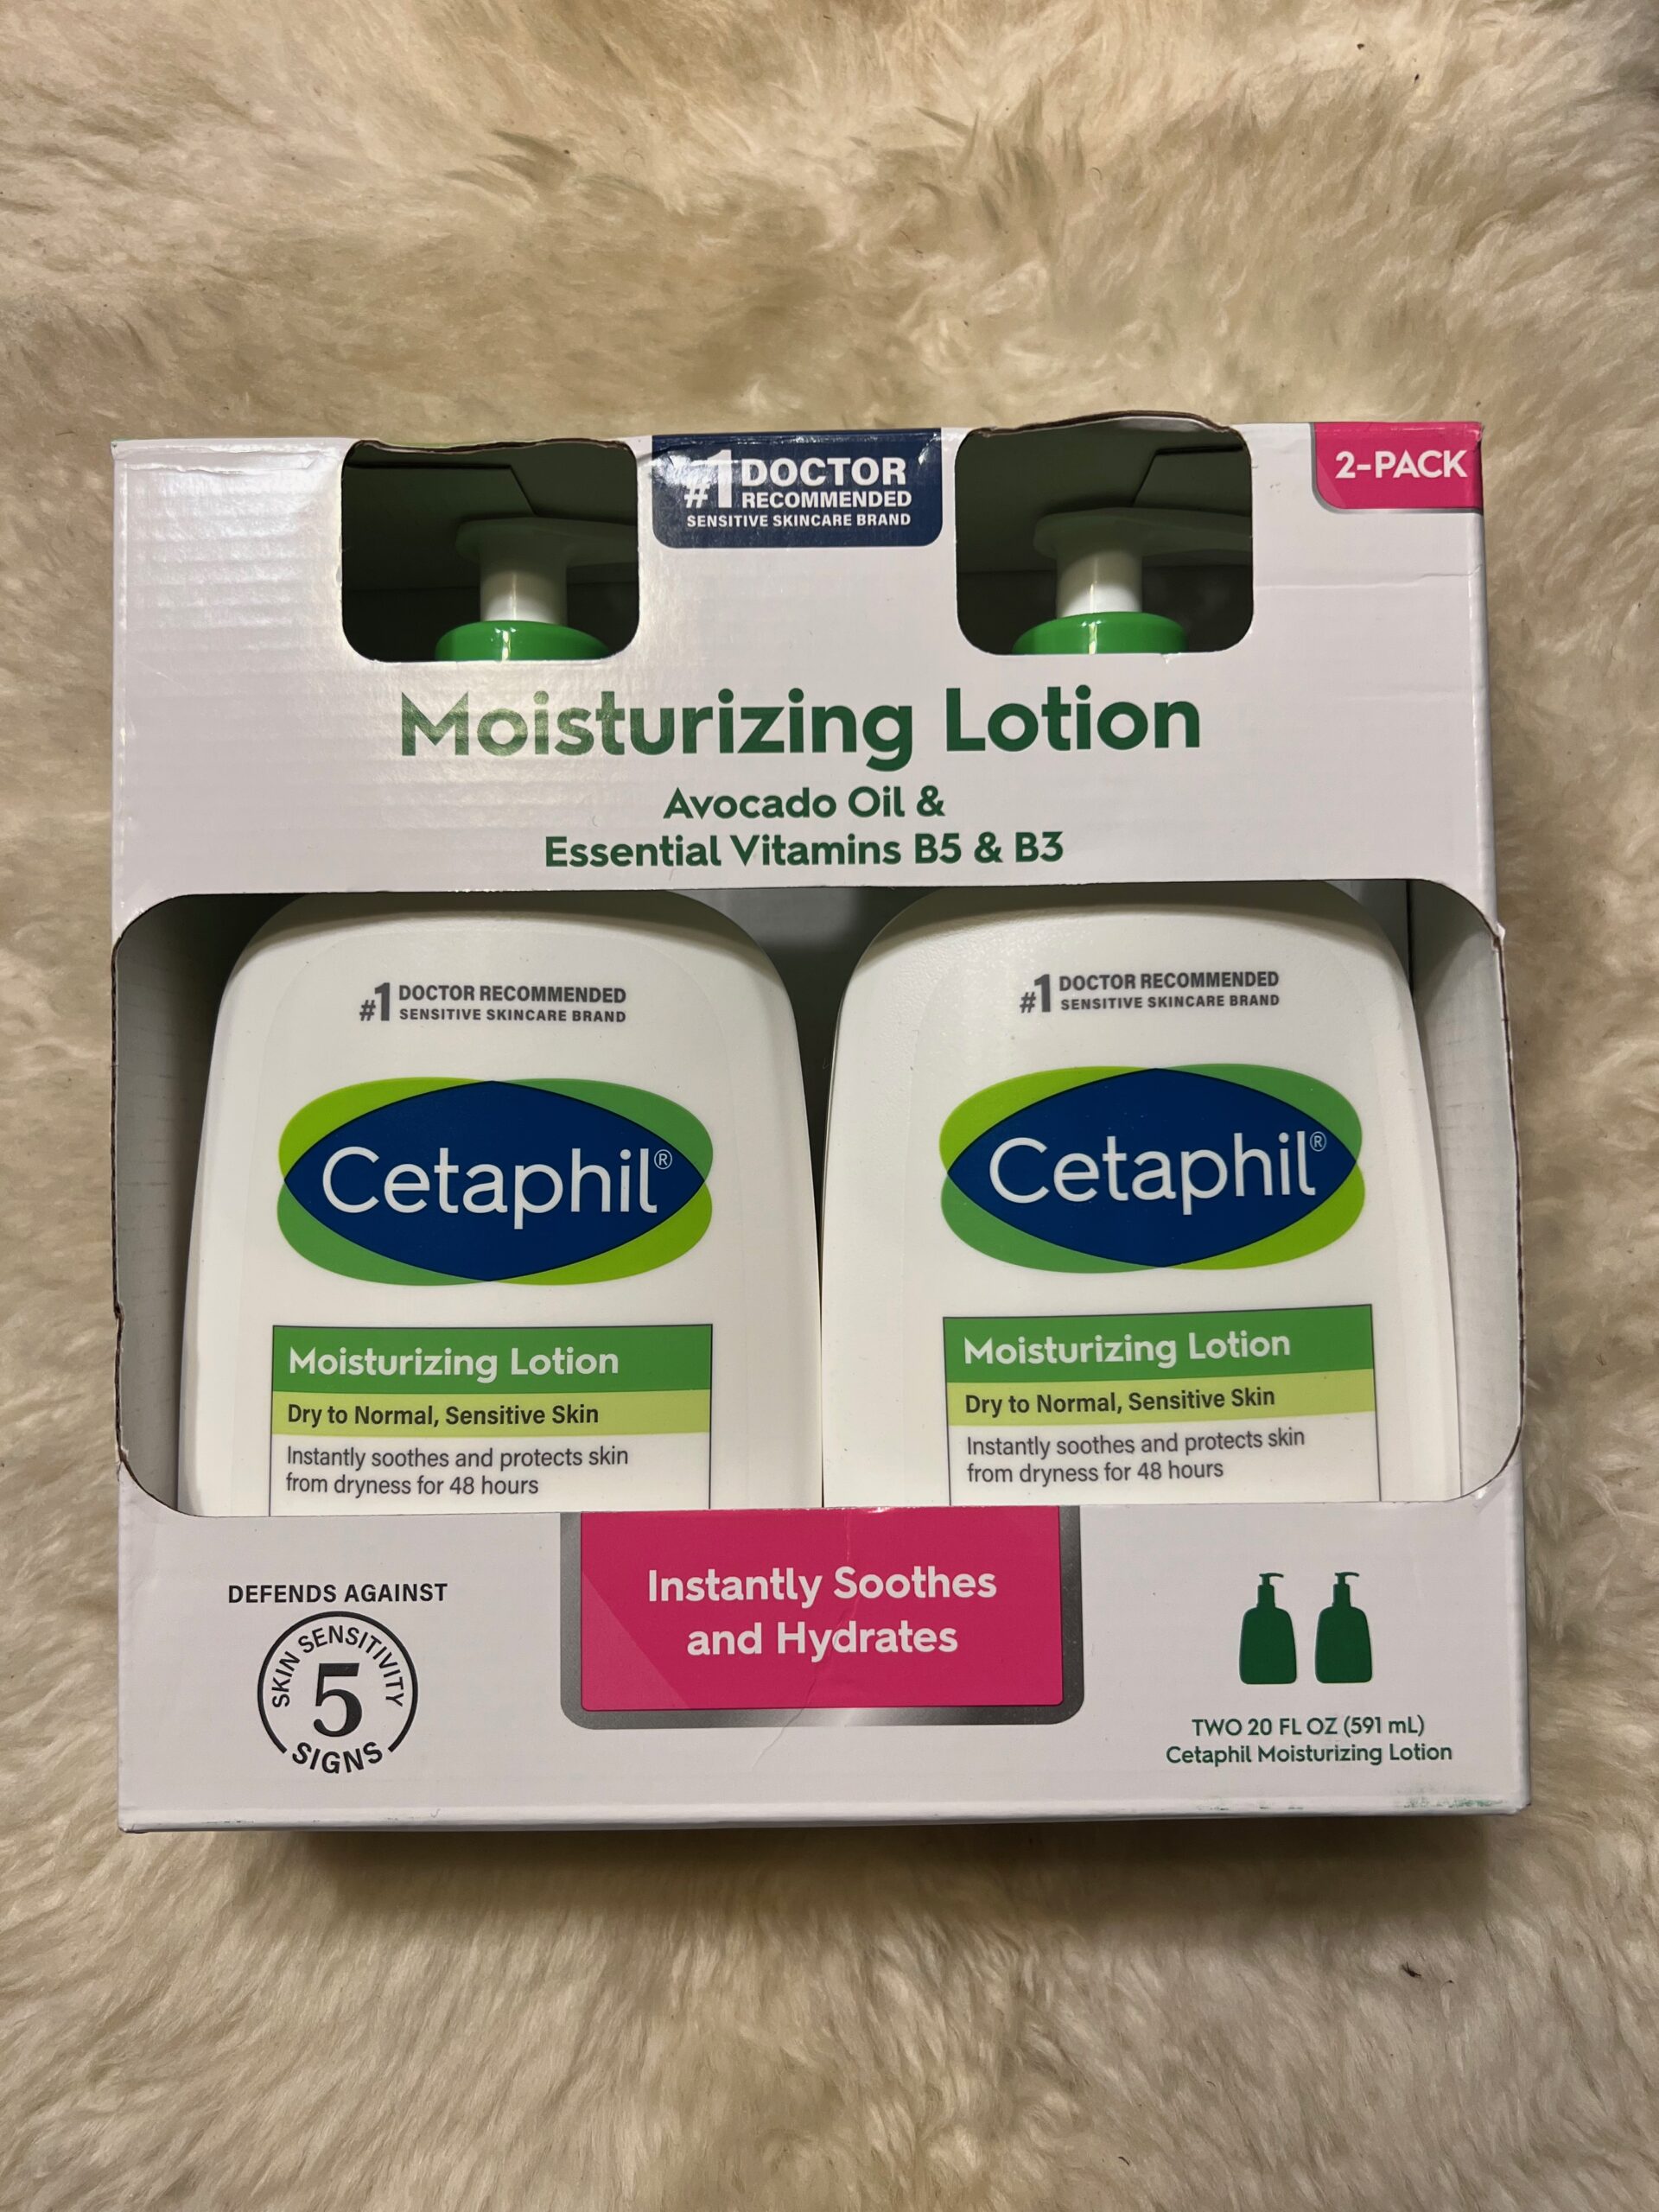 #1 DOCTOR
RECOMMENDED
SENSITIVE SKINCARE BRAND
2-PACK
Moisturizing Lotion
Avocado Oil &
Essential Vitamins B5 & B3
#1 DOCTOR RECOMMENDED
SENSITIVE SKINCARE BRAND
Cetaphil®
Moisturizing Lotion
Dry to Normal, Sensitive Skin
Instantly soothes and protects skin
from dryness for 48 hours
#1 DOCTOR RECOMMENDED
SENSITIVE SKINCARE BRAND
Cetaphil®
Moisturizing Lotion
Dry to Normal, Sensitive Skin
Instantly soothes and protects skin
from dryness for 48 hours
DEFENDS AGAINST
5
SKIN SENSITIVITY
SIGNS
Instantly Soothes
and Hydrates
TWO 20 FL OZ (591 mL)
Cetaphil Moisturizing Lotion